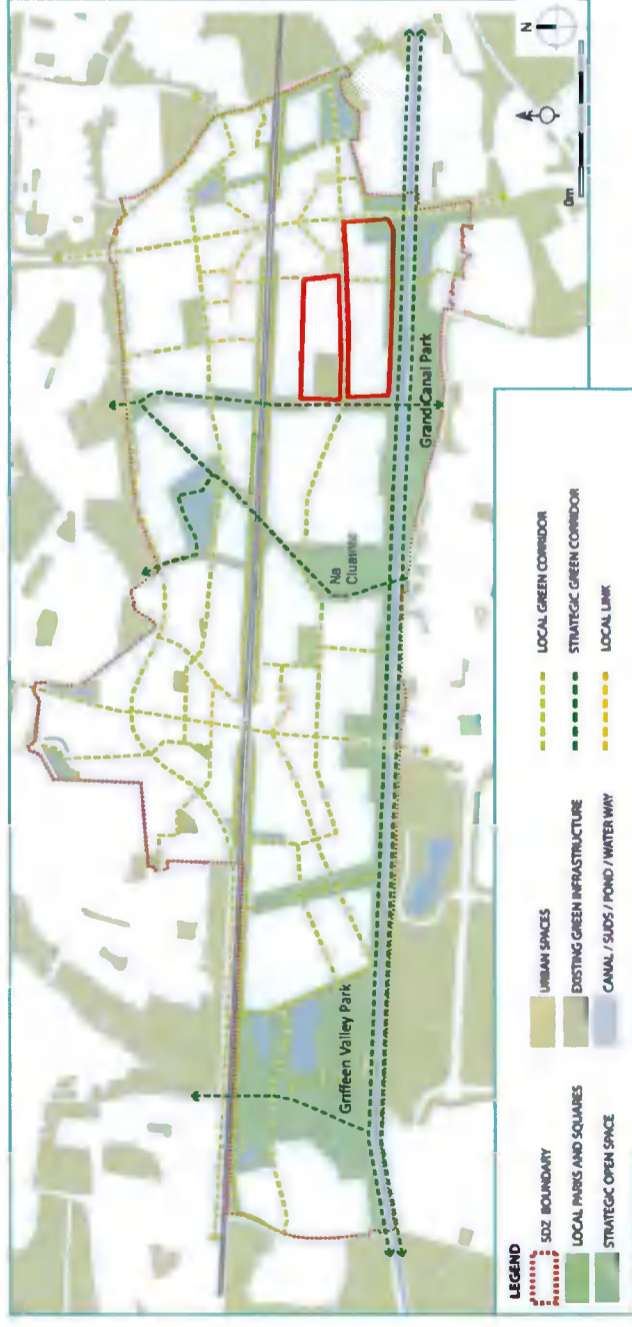 N
0m
Na
Cluainte
Grand Canal Park
Griffeen Valley Park
LEGEND
SDZ BOUNDARY
LOCAL PARKS AND SQUARES
STRATEGIC OPEN SPACE
URBAN SPACES
EXISTING GREEN INFRASTRUCTURE
CANAL / SUDS / POND / WATER WAY
LOCAL GREEN CORRIDOR
STRATEGIC GREEN CORRIDOR
LOCAL LINK